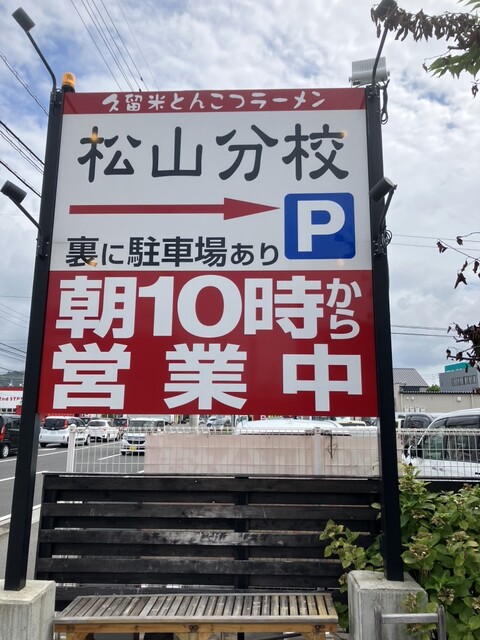 久留米とんこつラーメン
松山分校
P
裏に駐車場あり
朝10時から
営業中